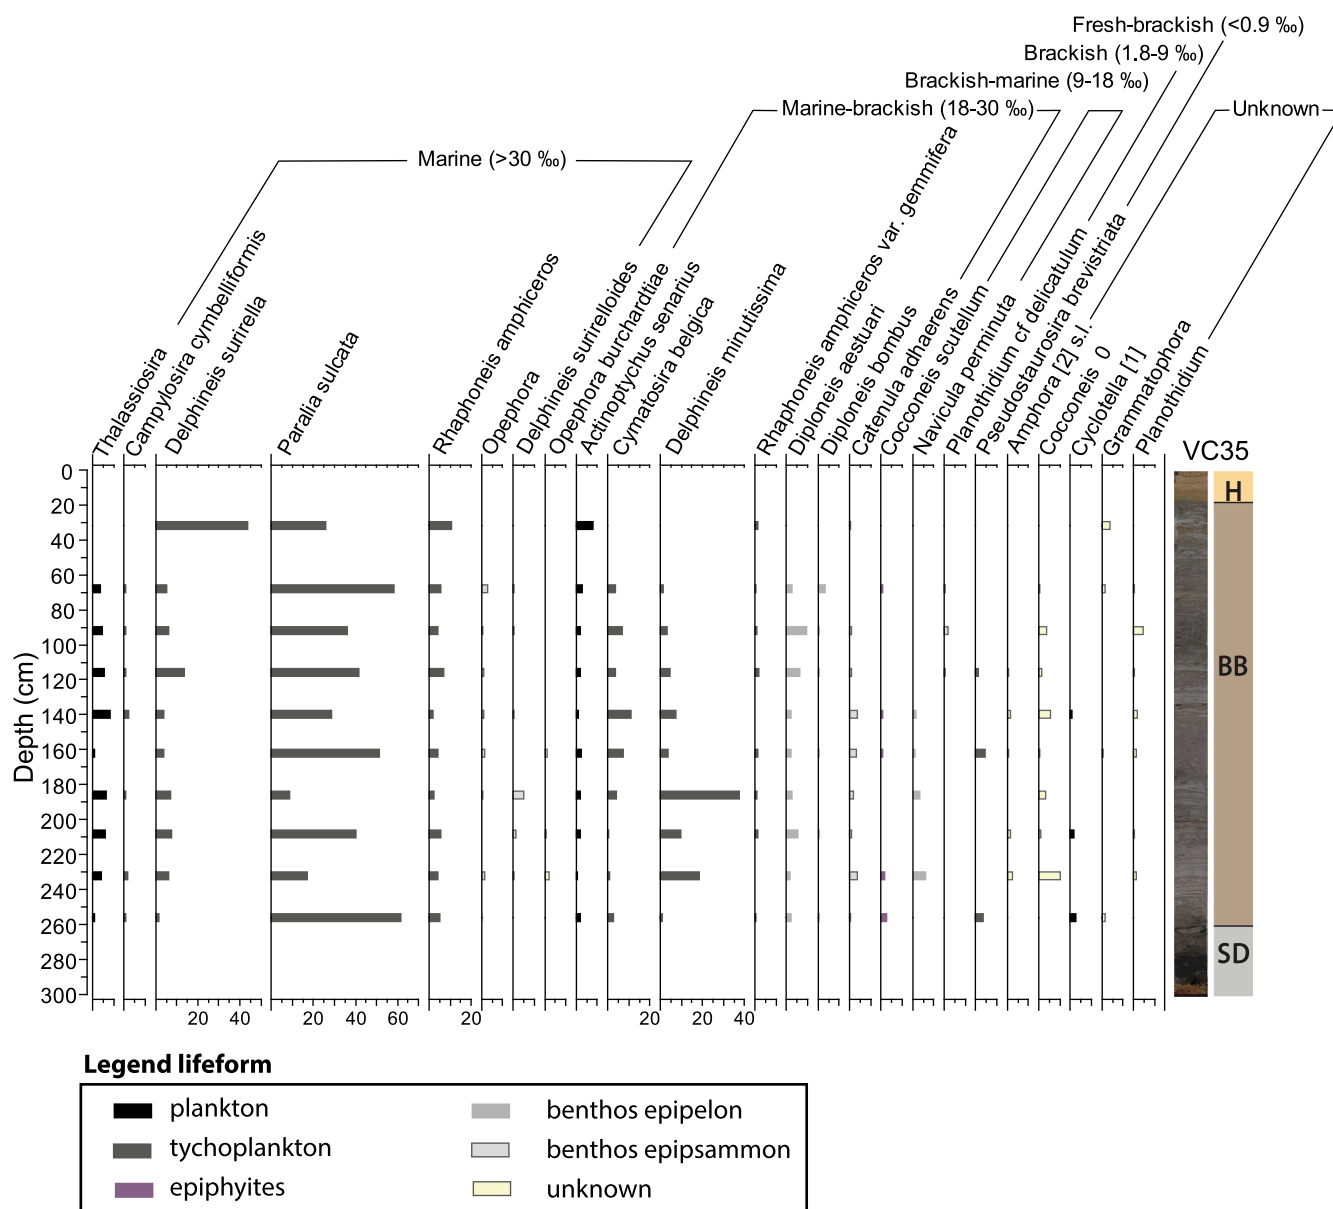 Fresh-brackish (<0.9 ‰)
Brackish (1.8-9 ‰)
Brackish-marine (9-18 ‰)
Marine-brackish (18-30 ‰)
Unknown
Marine (>30 ‰)
Thalassiosira
Campylosira cymbelliformis
Delphineis surirella
Paralia sulcata
Rhaphoneis amphiceros
Opephora
Delphineis surirelloides
Opephora burchardtiae
Actinoptychus senarius
Cymatosira belgica
Delphineis minutissima
Rhaphoneis amphiceros var. gemmifera
Diploneis aestuari
Diploneis bombus
Catenula adhaerens
Cocconeis scutellum
Navicula perminuta
Planothidium cf delicatulum
Pseudostaurosira brevistriata
Amphora [2] s.l.
Cocconeis 0
Cyclotella [1]
Grammatophora
Planothidium
VC35
Depth (cm)
0
20
40
60
80
100
120
140
160
180
200
220
240
260
280
300
H
BB
SD
20 40 20 40 60 20 20 20 40
Legend lifeform
plankton
tychoplankton
epiphyites
benthos epipelon
benthos epipsammon
unknown